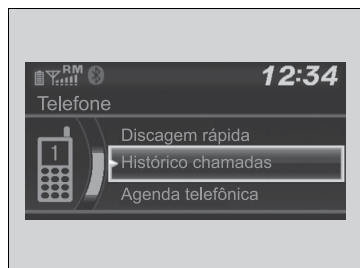 RM
12:34
Telefone
1
Discagem rápida
Histórico chamadas
Agenda telefônica